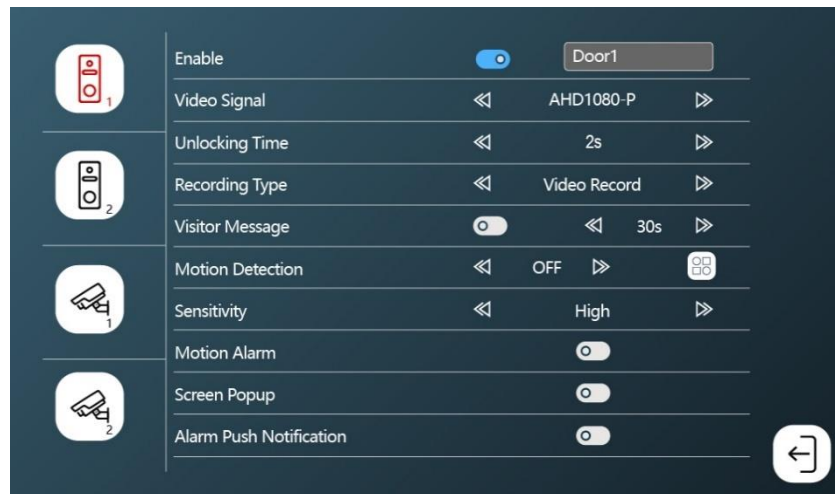 1
2
1
2
Enable Door1
Video Signal AHD1080-P
Unlocking Time 2s
Recording Type Video Record
Visitor Message 30s
Motion Detection OFF
Sensitivity High
Motion Alarm
Screen Popup
Alarm Push Notification